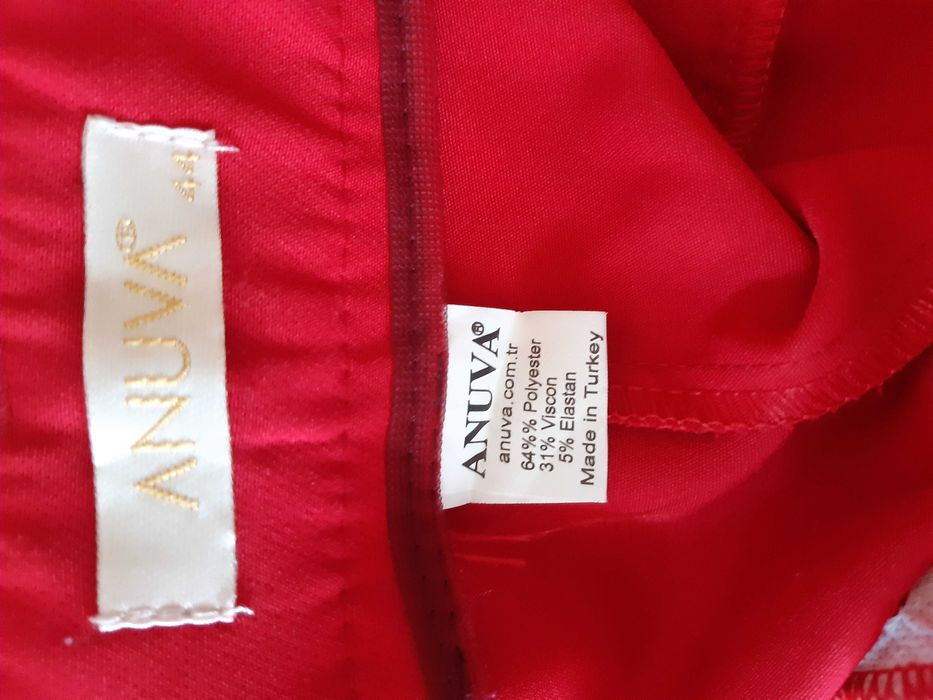 ANUVA®
44
ANUVA®
anuva.com.tr
64%% Polyester
31% Viscon
5% Elastan
Made in Turkey